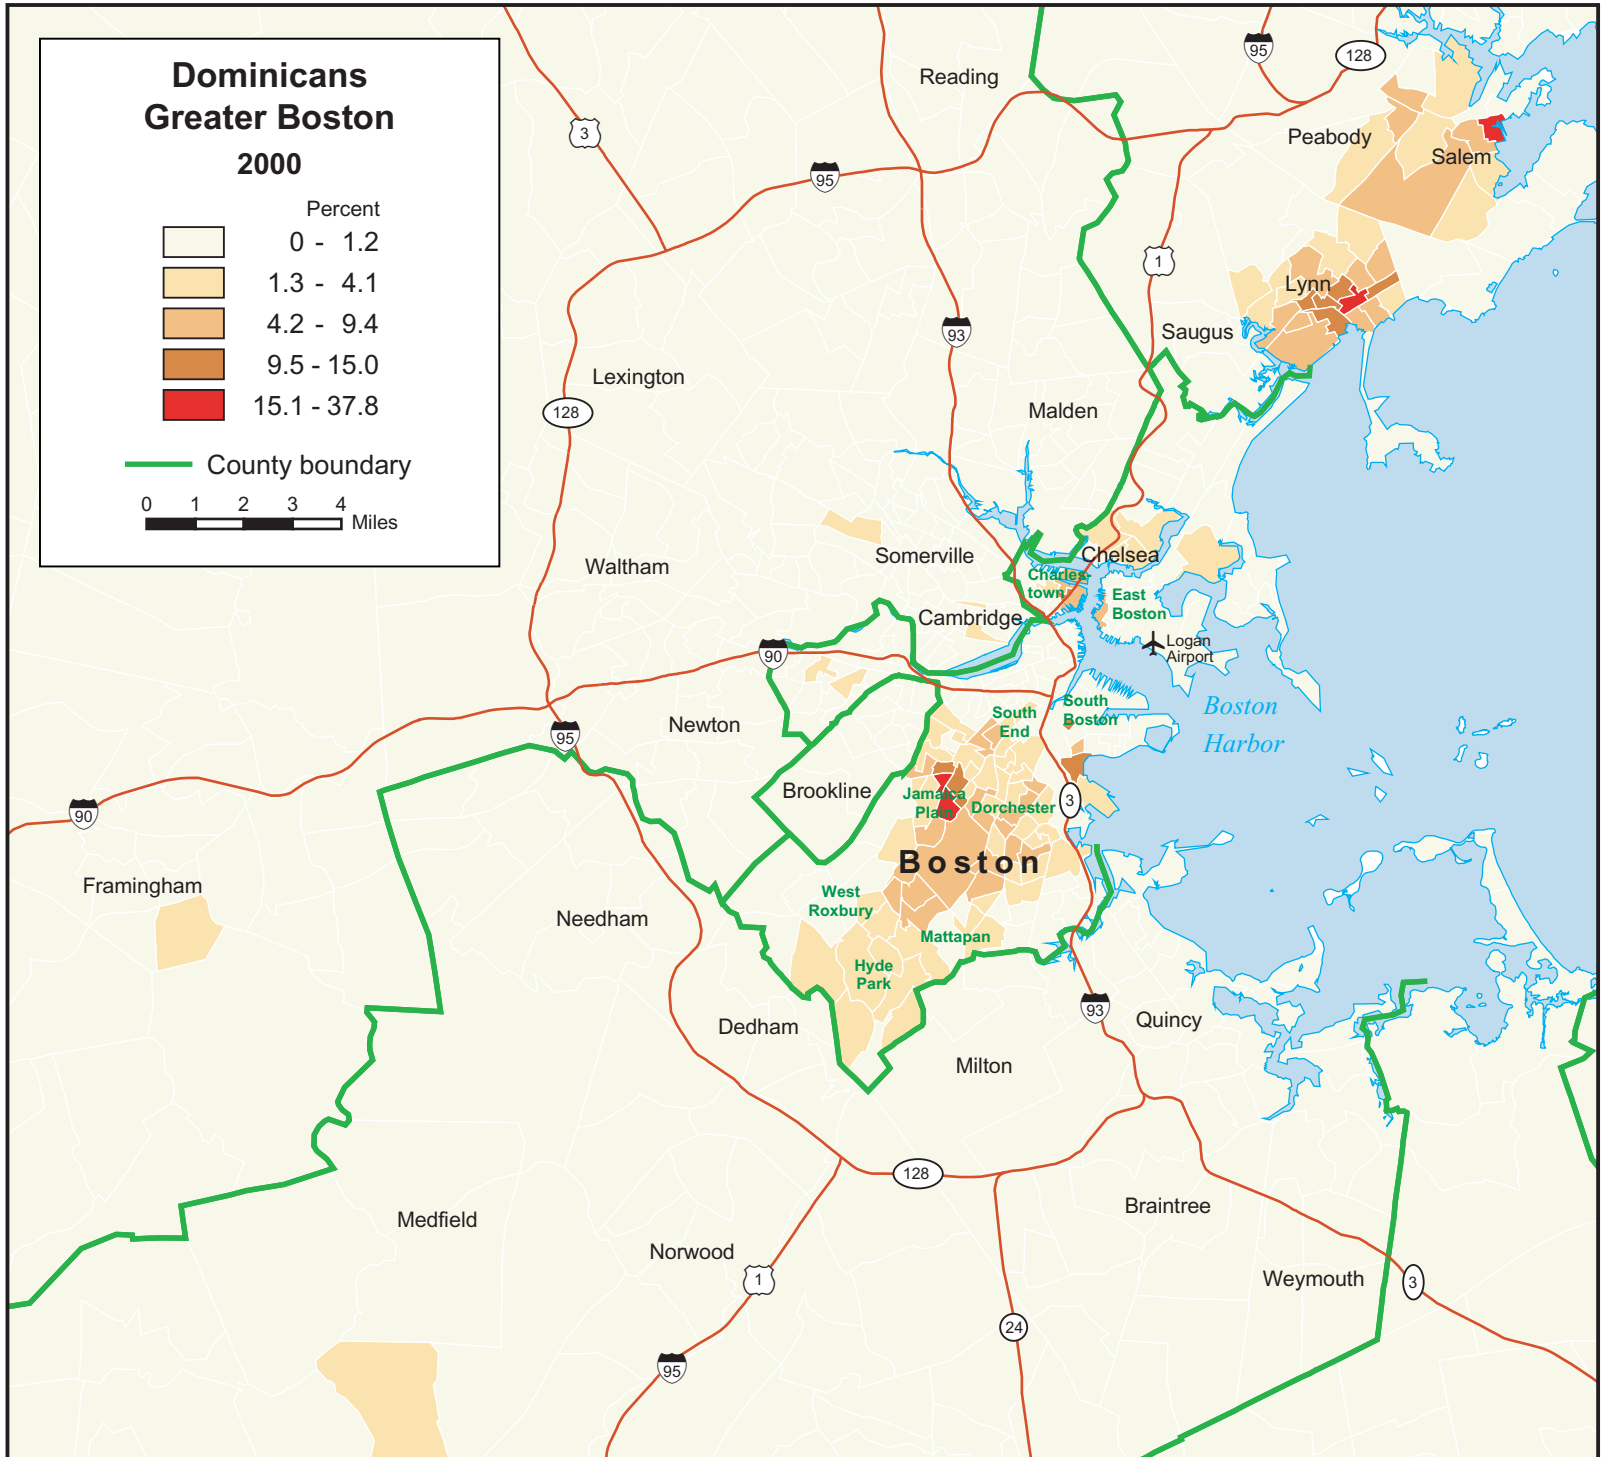 Dominicans
Greater Boston
2000
Percent
0 - 1.2
1.3 - 4.1
4.2 - 9.4
9.5 - 15.0
15.1 - 37.8
County boundary
0 1 2 3 4
Miles
Reading
95
128
3
Peabody
Salem
95
1
Lynn
93
Saugus
Lexington
128
Malden
Somerville
Chelsea
Waltham
Charles-
town
East
Boston
Cambridge
Logan
Airport
90
South
Boston
Boston
Harbor
South
End
Newton
95
Brookline
Jamaica
Plain
Dorchester
3
90
Boston
Framingham
West
Roxbury
Needham
Mattapan
Hyde
Park
93
Quincy
Dedham
Milton
128
Braintree
Medfield
Norwood
1
Weymouth
3
24
95